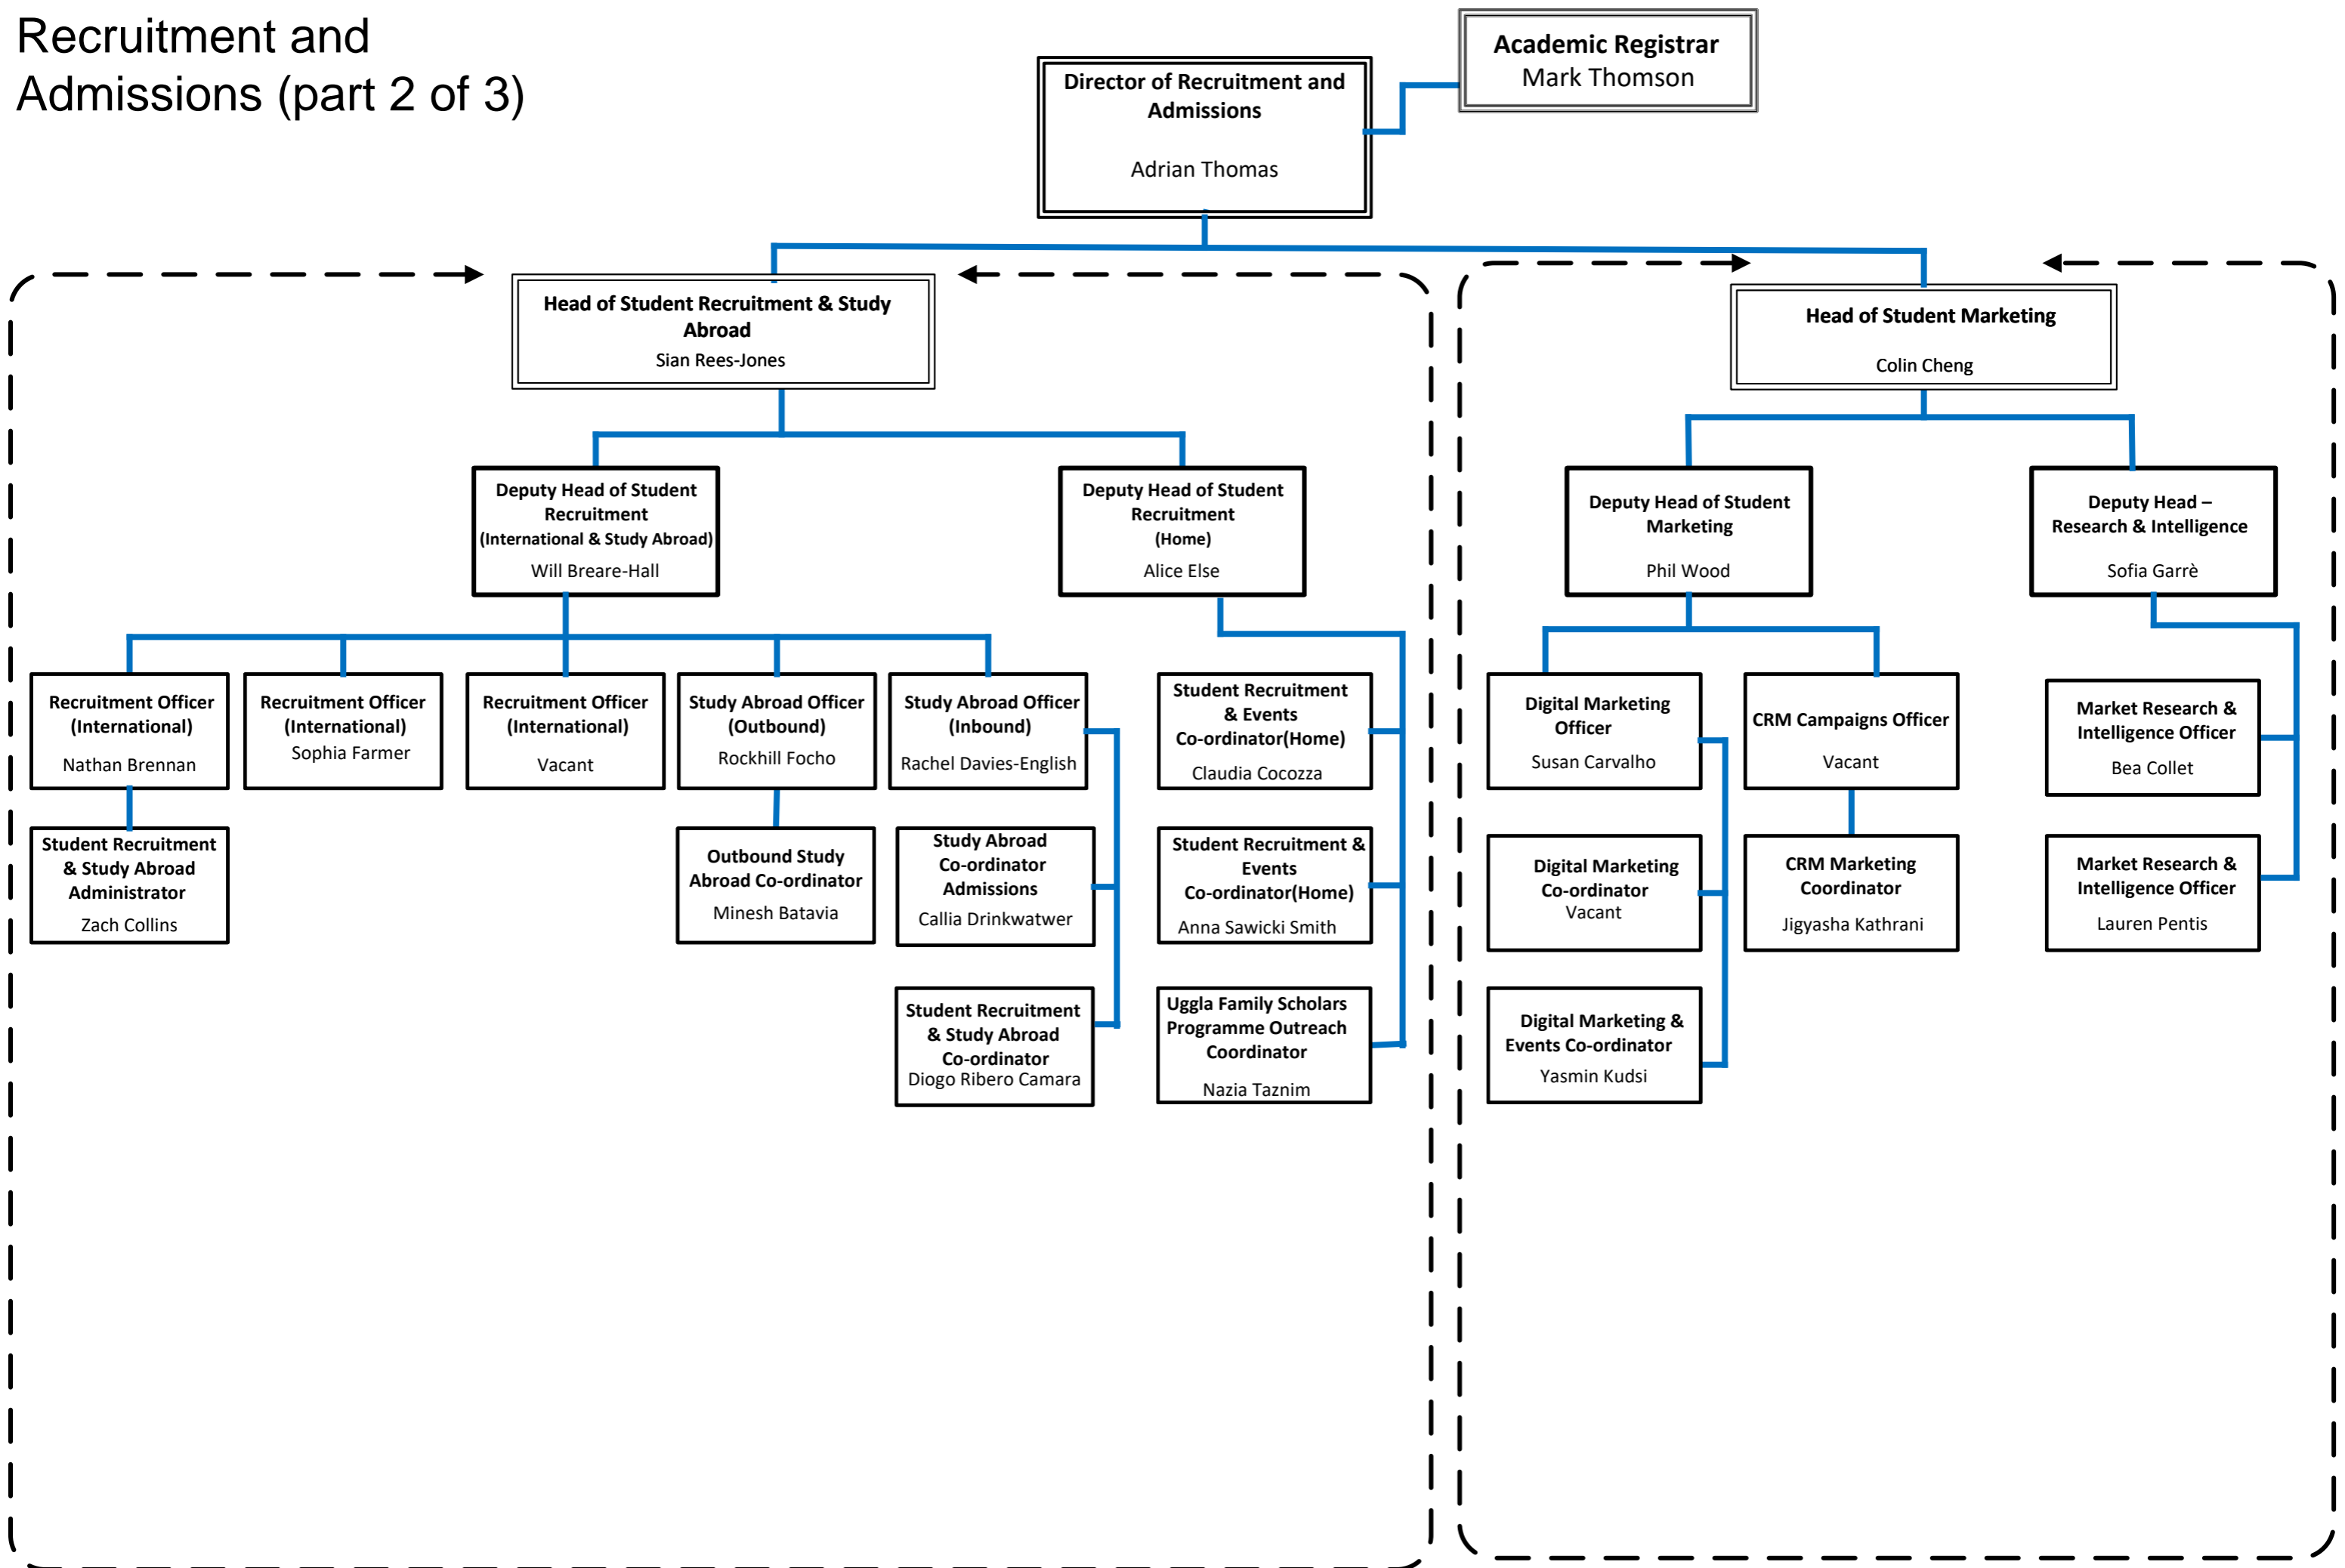 Recruitment and
Admissions (part 2 of 3)
Academic Registrar
Mark Thomson
Director of Recruitment and
Admissions
Adrian Thomas
Head of Student Recruitment & Study
Abroad
Sian Rees-Jones
Head of Student Marketing
Colin Cheng
Deputy Head of Student
Recruitment
(International & Study Abroad)
Will Breare-Hall
Deputy Head of Student
Recruitment
(Home)
Alice Else
Deputy Head of Student
Marketing
Phil Wood
Deputy Head –
Research & Intelligence
Sofia Garrè
Recruitment Officer
(International)
Nathan Brennan
Recruitment Officer
(International)
Sophia Farmer
Recruitment Officer
(International)
Vacant
Study Abroad Officer
(Outbound)
Rockhill Focho
Study Abroad Officer
(Inbound)
Rachel Davies-English
Student Recruitment
& Events
Co-ordinator(Home)
Claudia Cocozza
Digital Marketing
Officer
Susan Carvalho
CRM Campaigns Officer
Vacant
Market Research &
Intelligence Officer
Bea Collet
Student Recruitment
& Study Abroad
Administrator
Zach Collins
Outbound Study
Abroad Co-ordinator
Minesh Batavia
Study Abroad
Co-ordinator
Admissions
Callia Drinkwatwer
Student Recruitment &
Events
Co-ordinator(Home)
Anna Sawicki Smith
Digital Marketing
Co-ordinator
Vacant
CRM Marketing
Coordinator
Jigyasha Kathrani
Market Research &
Intelligence Officer
Lauren Pentis
Student Recruitment
& Study Abroad
Co-ordinator
Diogo Ribero Camara
Uggla Family Scholars
Programme Outreach
Coordinator
Nazia Taznim
Digital Marketing &
Events Co-ordinator
Yasmin Kudsi